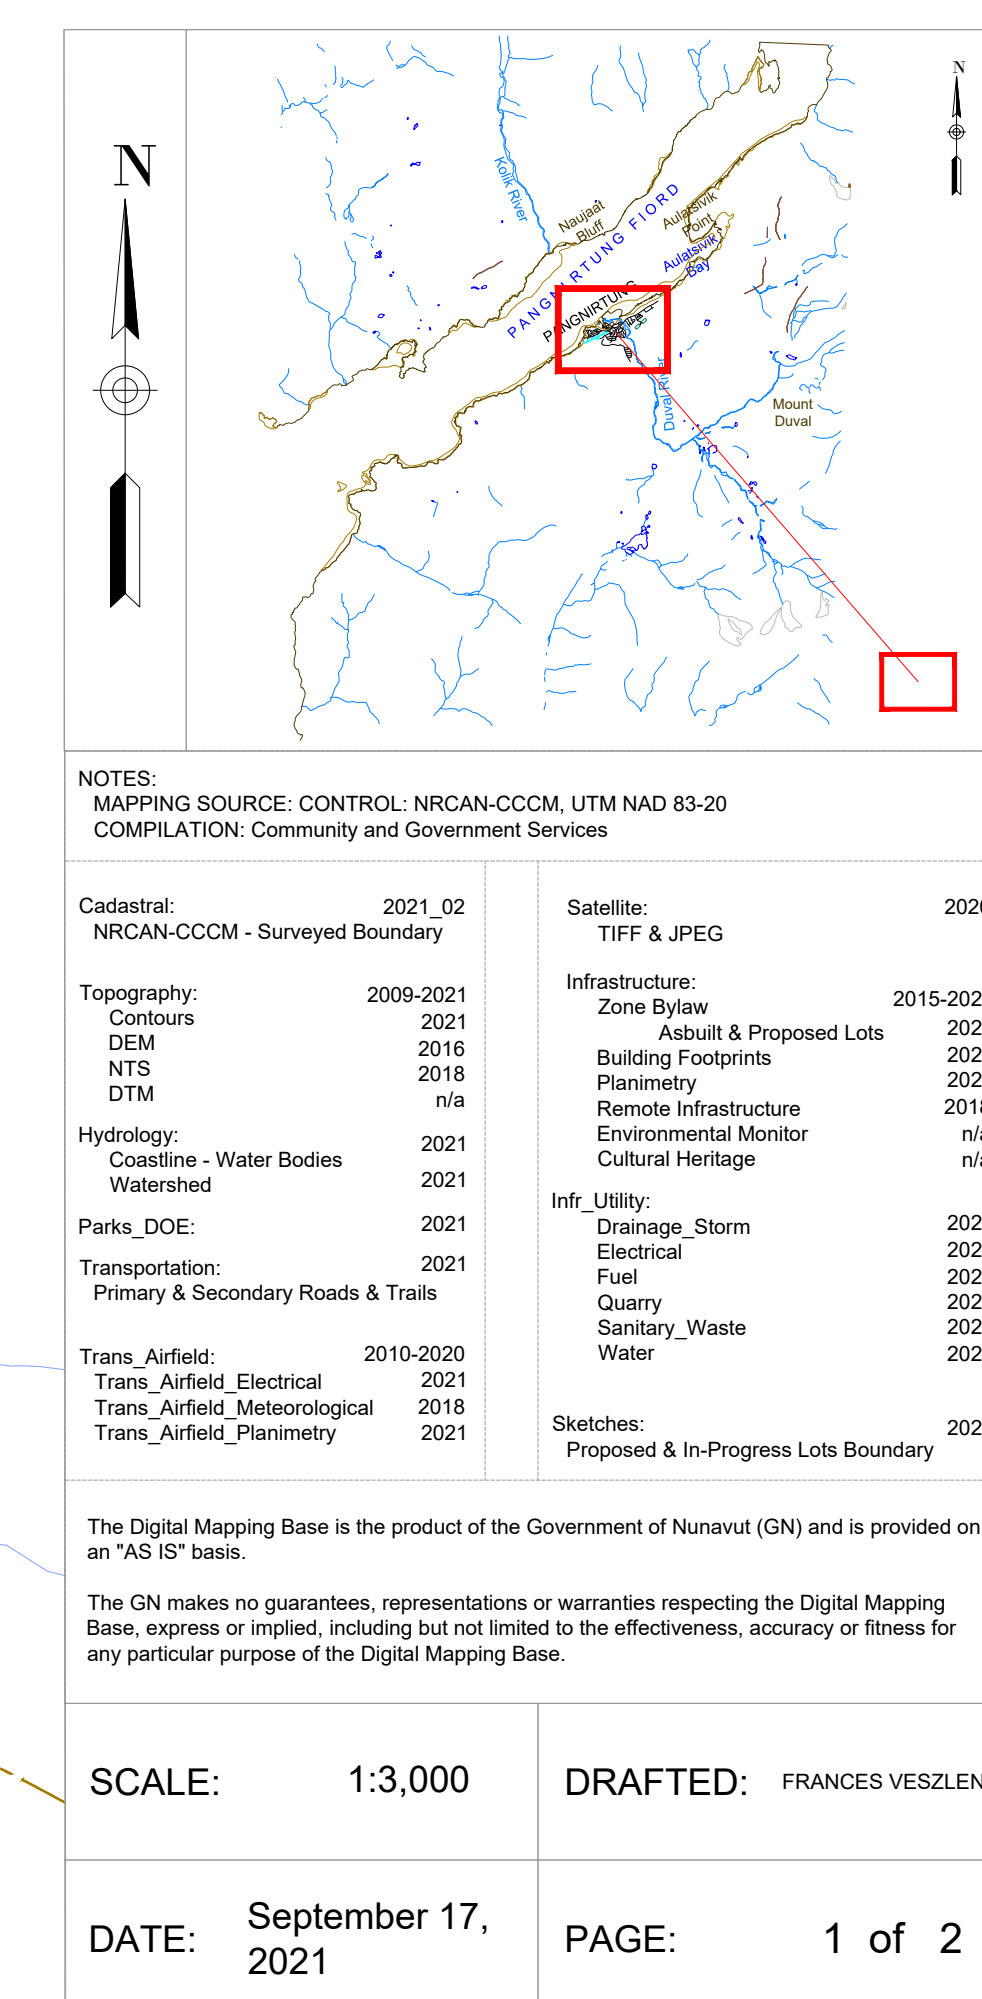 N
N
Kolik River
Naujaat
Bluff
PANGNIRTUNG FIORD
Aulatsivik
Point
Aulatsivik
Bay
PANGNIRTUNG
Duval River
Mount
Duval
NOTES:
MAPPING SOURCE: CONTROL: NRCAN-CCCM, UTM NAD 83-20
COMPILATION: Community and Government Services
Cadastral: 2021_02
NRCAN-CCCM - Surveyed Boundary
Topography: 2009-2021
Contours 2021
DEM 2016
NTS 2018
DTM n/a
Hydrology:
Coastline - Water Bodies 2021
Watershed 2021
Parks_DOE: 2021
Transportation: 2021
Primary & Secondary Roads & Trails
Trans_Airfield: 2010-2020
Trans_Airfield_Electrical 2021
Trans_Airfield_Meteorological 2018
Trans_Airfield_Planimetry 2021
Satellite:
TIFF & JPEG
Infrastructure:
Zone Bylaw
Asbuilt & Proposed Lots
Building Footprints
Planimetry
Remote Infrastructure 2018
Environmental Monitor n/a
Cultural Heritage n/a
Infr_Utility:
Drainage_Storm
Electrical
Fuel
Quarry
Sanitary_Waste
Water
Sketches:
Proposed & In-Progress Lots Boundary
The Digital Mapping Base is the product of the Government of Nunavut (GN) and is provided on
an "AS IS" basis.
The GN makes no guarantees, representations or warranties respecting the Digital Mapping
Base, express or implied, including but not limited to the effectiveness, accuracy or fitness for
any particular purpose of the Digital Mapping Base.
SCALE: 1:3,000
DRAFTED: FRANCES
DATE: September 17,
2021
PAGE: 1 of 2